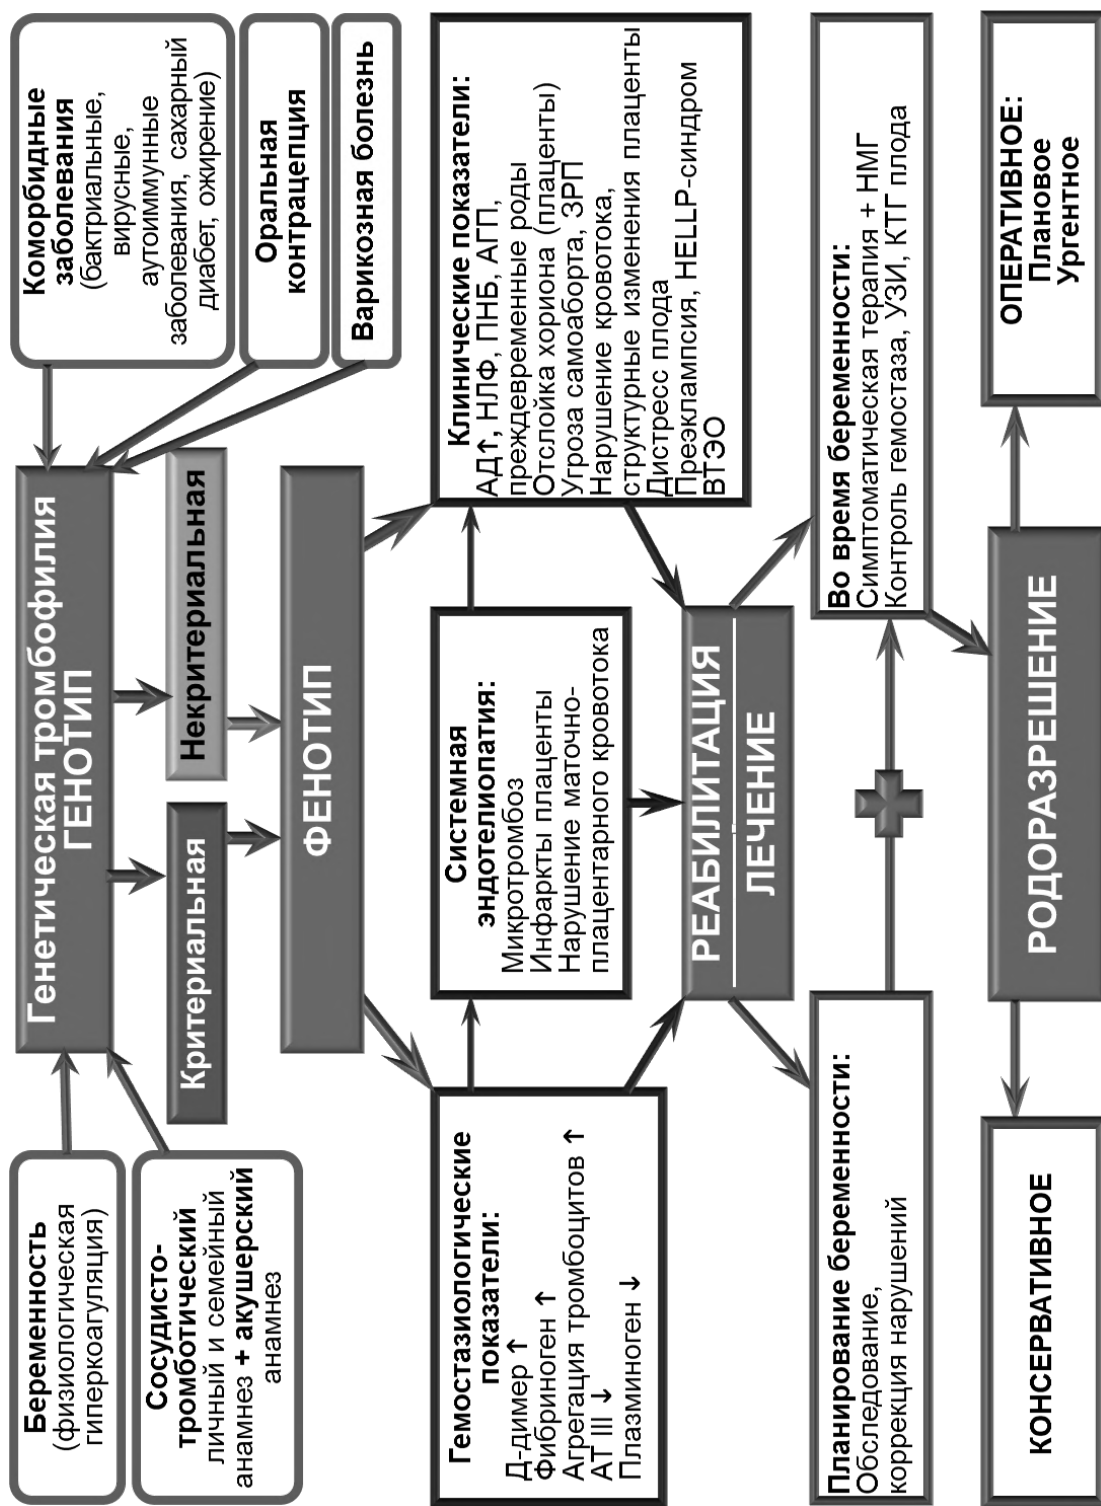 Беременность
(физиологическая
гиперкоагуляция)
Сосудисто-
тромботический
личный и семейный
анамнез + акушерский
анамнез
Генетическая тромбофилия
ГЕНОТИП
Коморбидные
заболевания
(бактриальные,
вирусные,
аутоиммунные
заболевания, сахарный
диабет, ожирение)
Оральная
контрацепция
Варикозная болезнь
Критериальная
Некритериальная
ФЕНОТИП
Гемостазиологические
показатели:
Д-димер ↑
Фибриноген ↑
Агрегация тромбоцитов ↑
АТ III ↓
Плазминоген ↓
Системная
эндотелиопатия:
Микротромбоз
Инфаркты плаценты
Нарушение маточно-
плацентарного кровотока
Клинические показатели:
АД↑, НЛФ, ПНБ, АГП,
преждевременные роды
Отслойка хориона (плаценты)
Угроза самоаборта, ЗРП
Нарушение кровотока,
структурные изменения плаценты
Дистресс плода
Преэклампсия, HELLP-синдром
ВТЭО
РЕАБИЛИТАЦИЯ
ЛЕЧЕНИЕ
Планирование беременности:
Обследование,
коррекция нарушений
Во время беременности:
Симптоматическая терапия + НМГ
Контроль гемостаза, УЗИ, КТГ плода
КОНСЕРВАТИВНОЕ
РОДОРАЗРЕШЕНИЕ
ОПЕРАТИВНОЕ:
Плановое
Ургентное